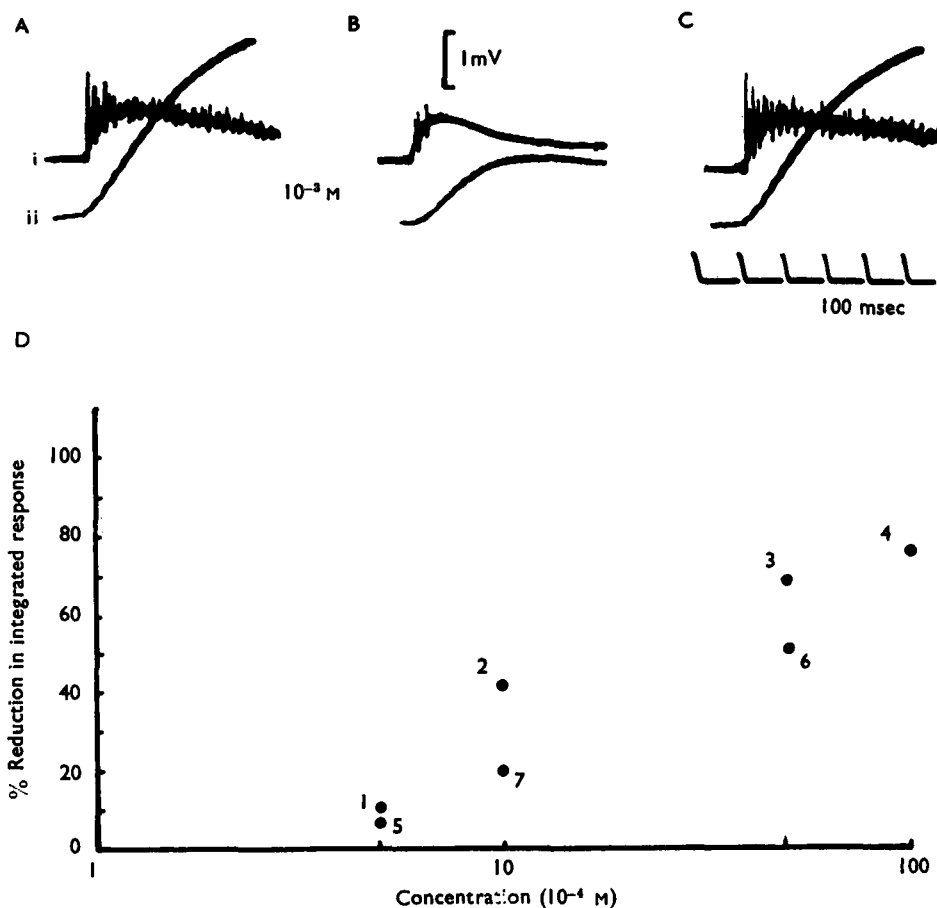 A
B
C
1mV
i
ii
10⁻³ M
100 msec
D
% Reduction in integrated response
100
80
60
40
20
0
1
2
3
4
5
6
7
1
10
100
Concentration (10⁻⁴ M)